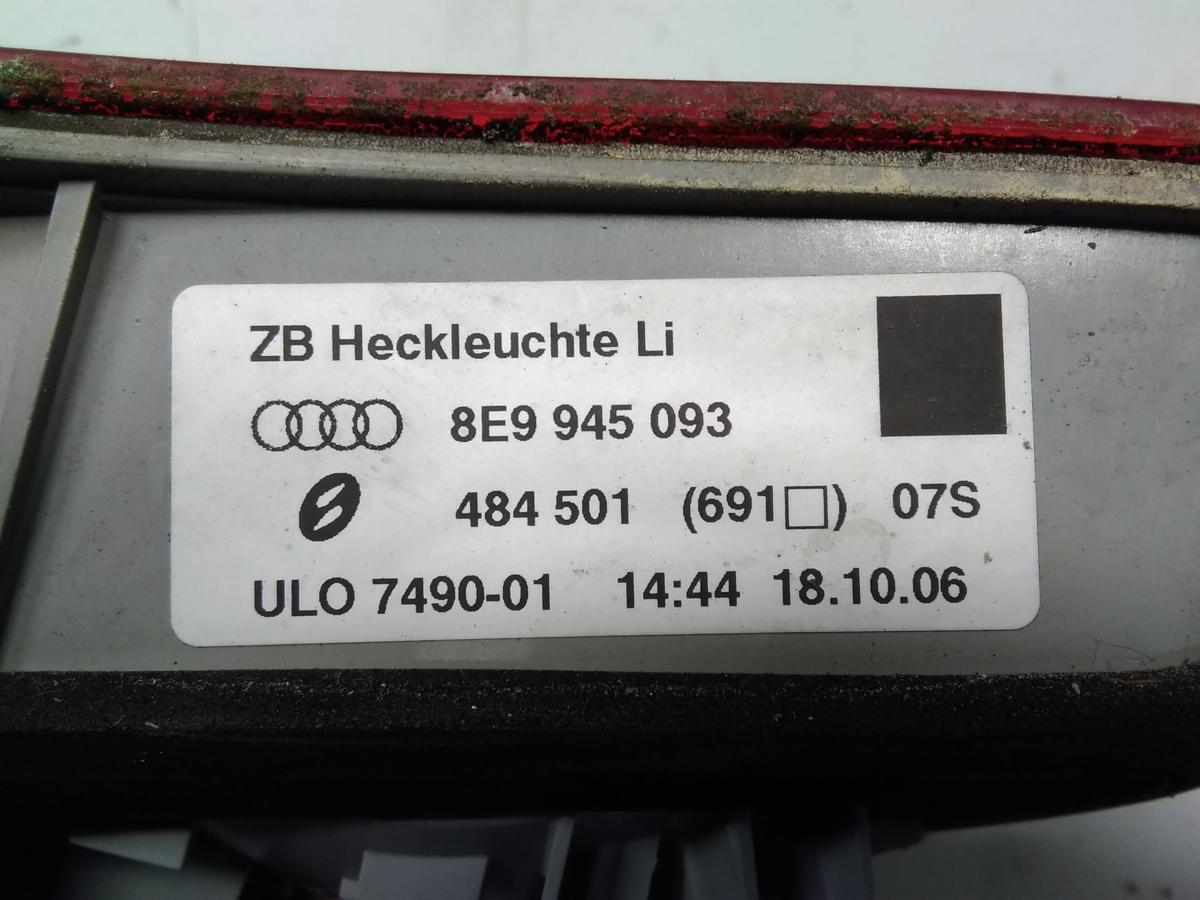 ZB Heckleuchte Li
8E9 945 093
484 501 (691□) 07S
ULO 7490-01 14:44 18.10.06